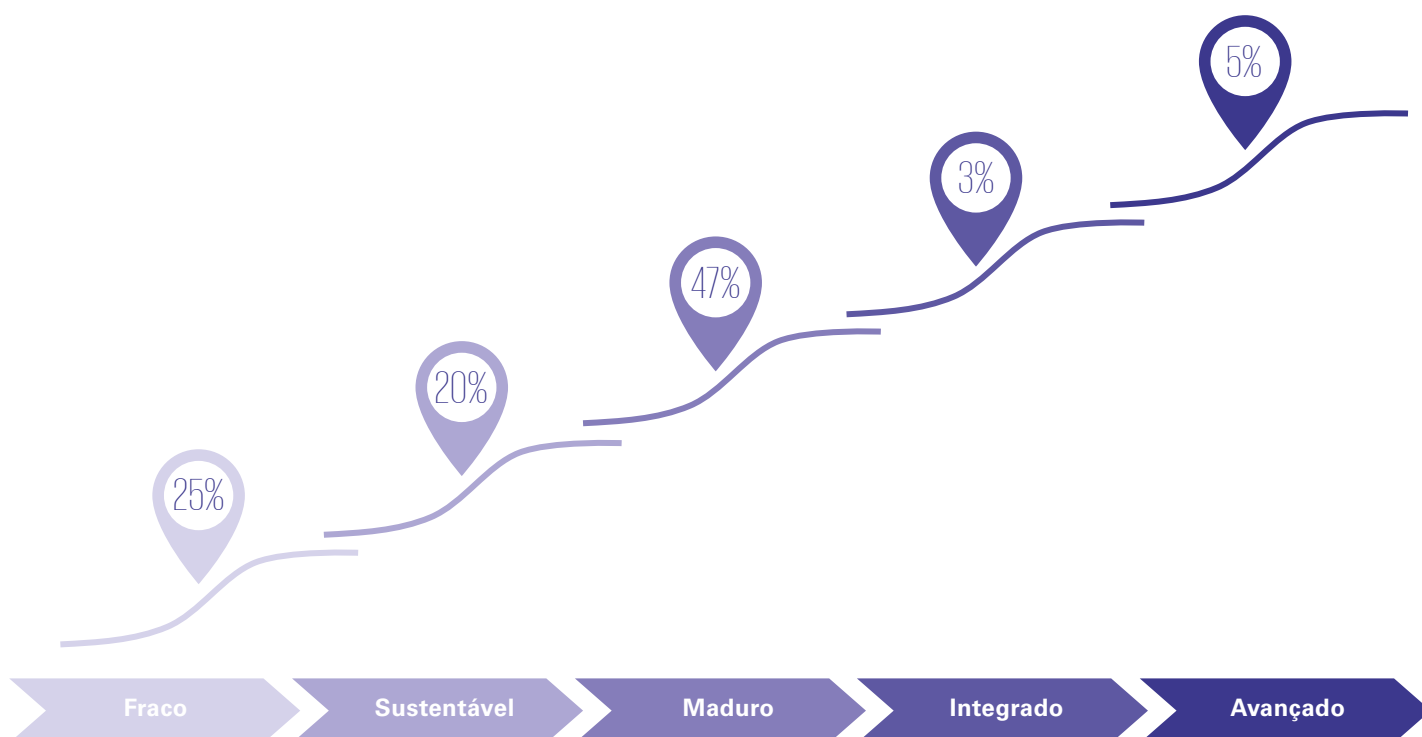 5%
3%
47%
20%
25%
Fraco
Sustentável
Maduro
Integrado
Avançado